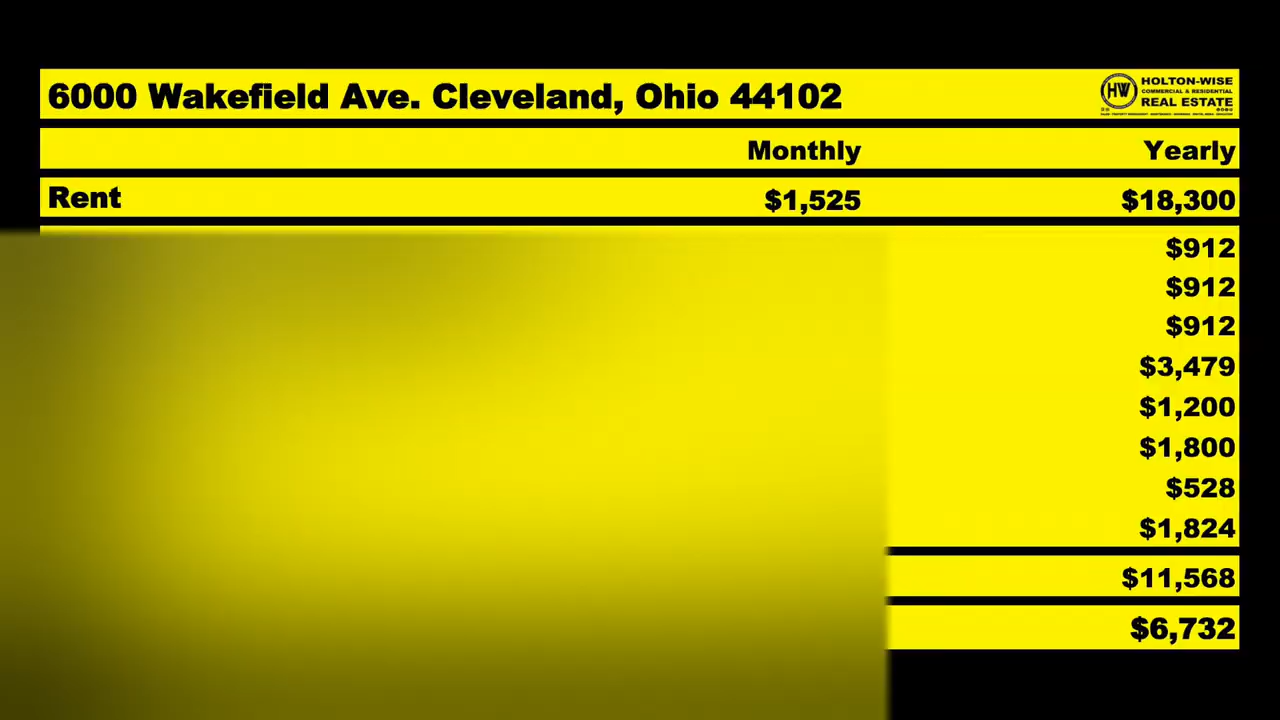 6000 Wakefield Ave. Cleveland, Ohio 44102
HW
HOLTON-WISE
COMMERCIAL & RESIDENTIAL
REAL ESTATE
Monthly Yearly
Rent $1,525 $18,300
$912
$912
$912
$3,479
$1,200
$1,800
$528
$1,824
$11,568
$6,732